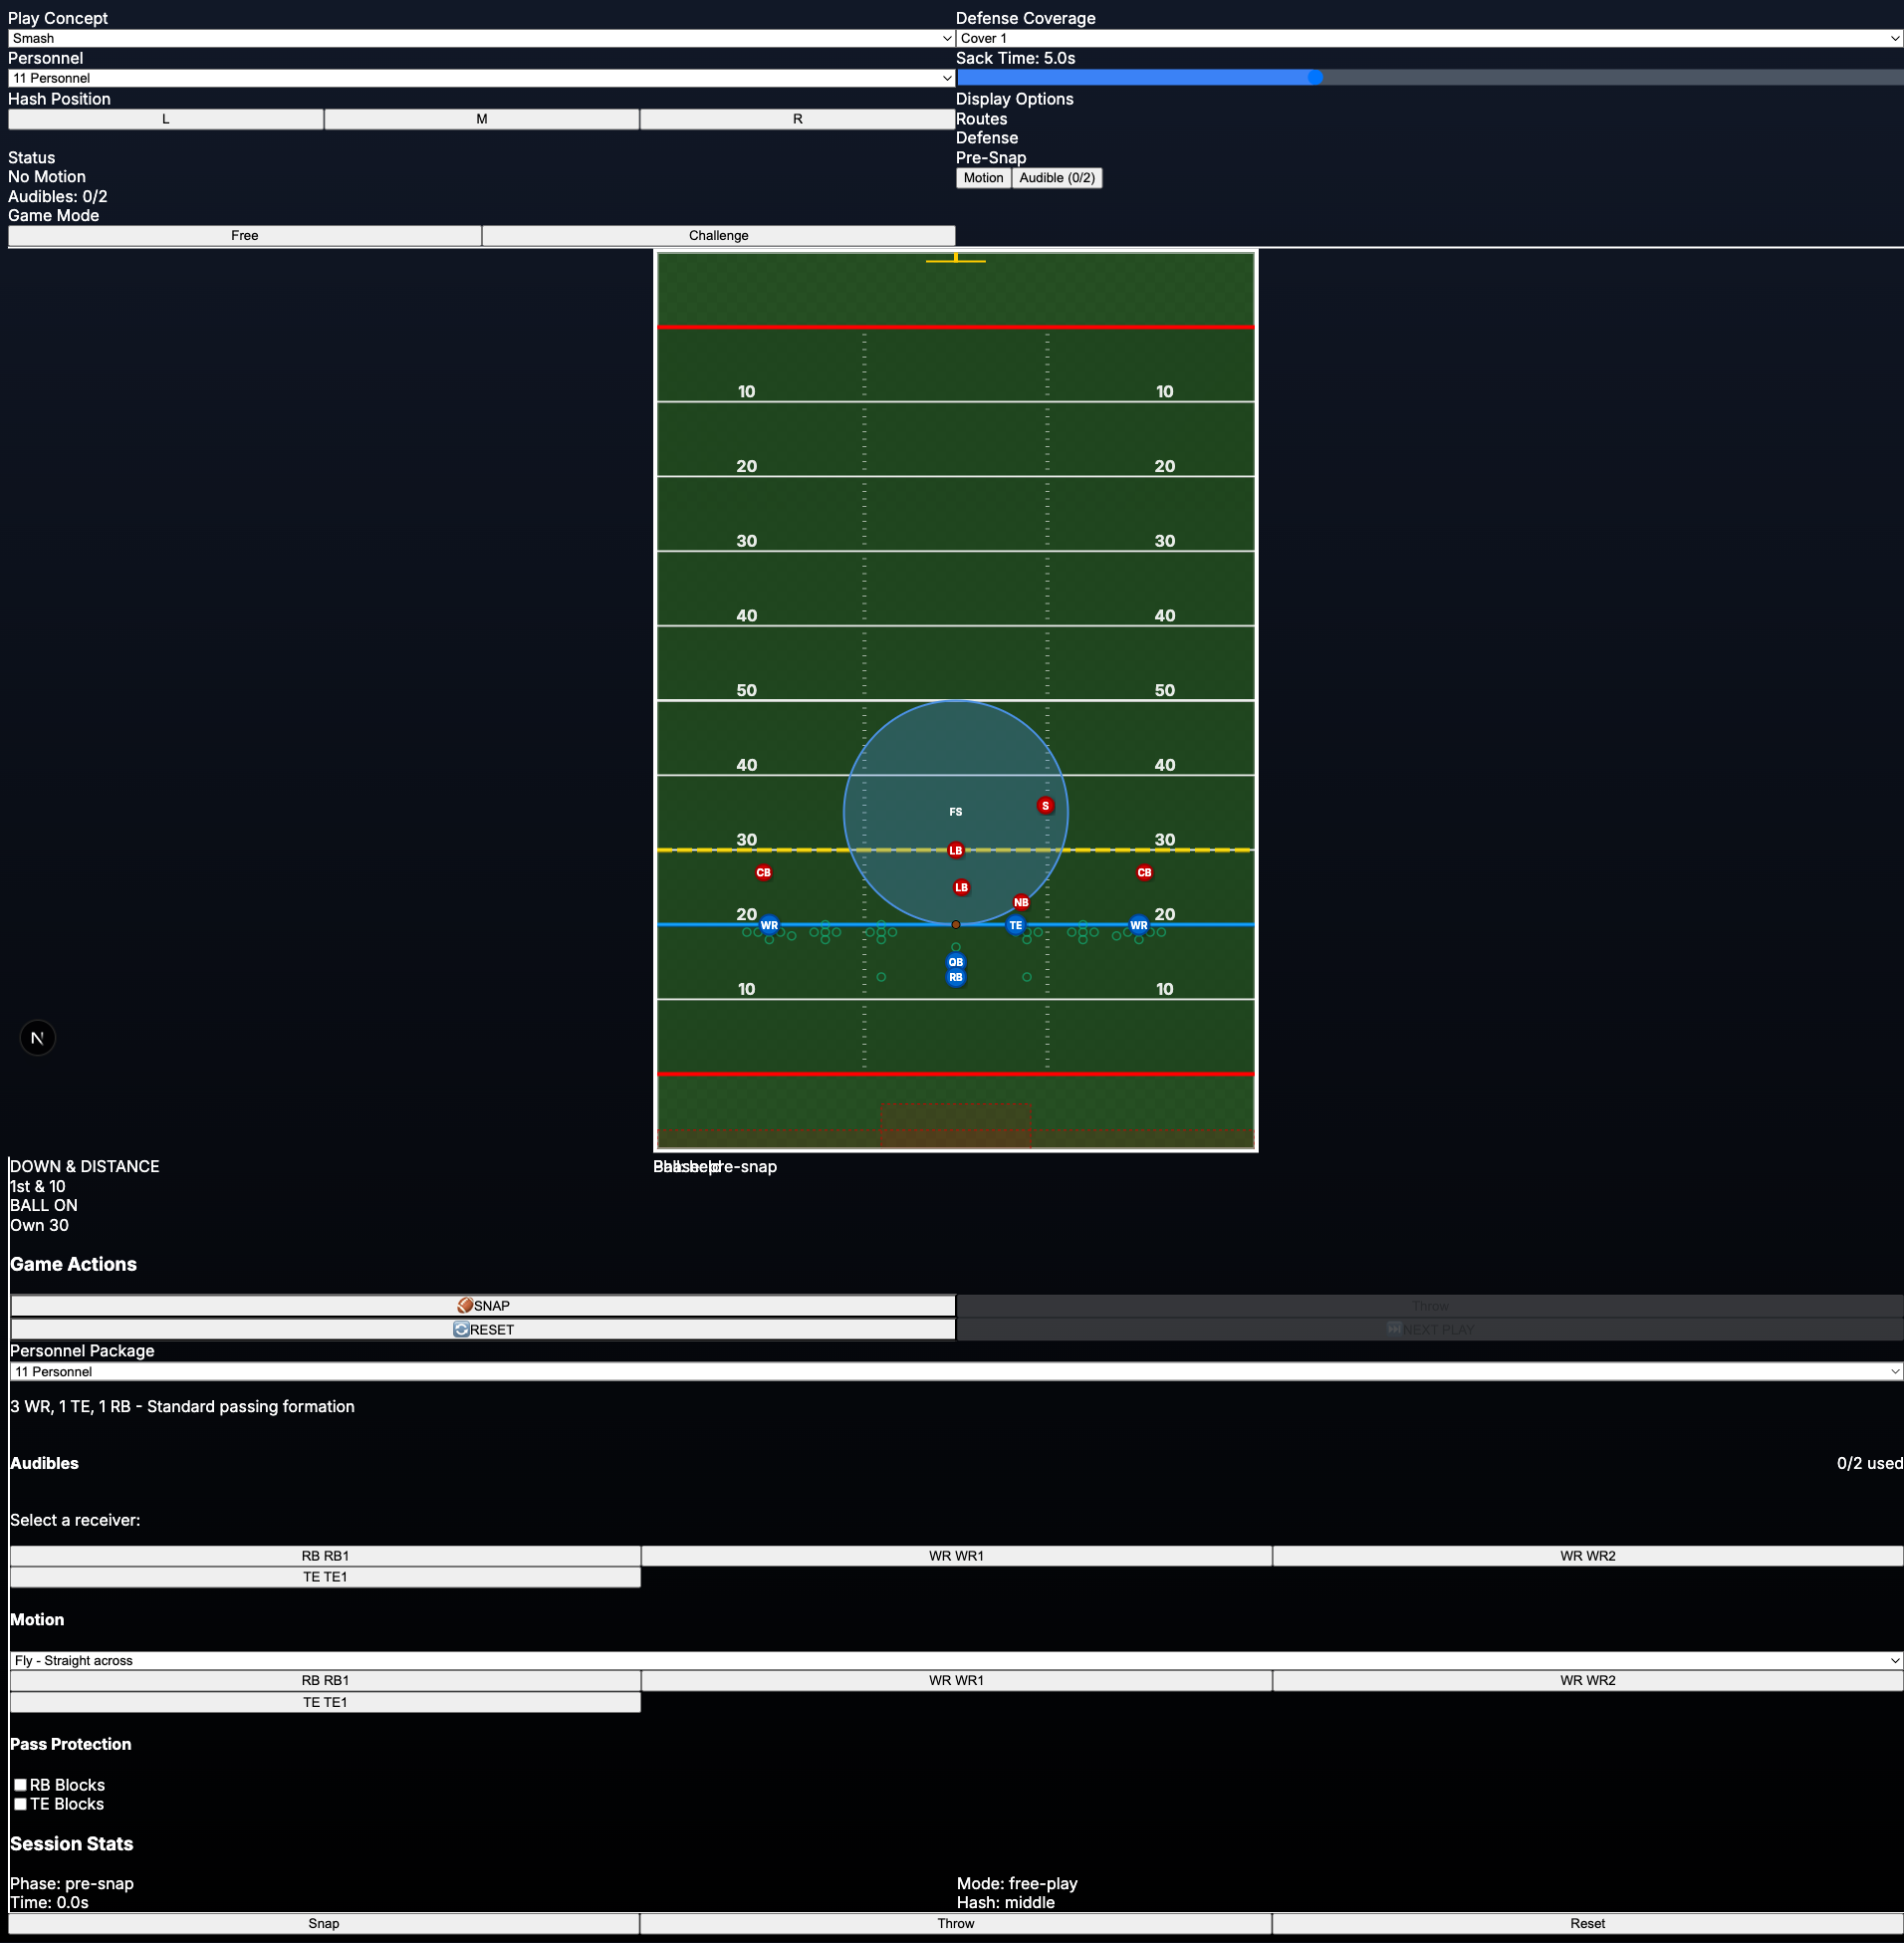 Play Concept
Smash
Personnel
11 Personnel
Hash Position
L M R
Status
No Motion
Audibles: 0/2
Game Mode
Free Challenge
Defense Coverage
Cover 1
Sack Time: 5.0s
Display Options
Routes
Defense
Pre-Snap
Motion Audible (0/2)
10 10
20 20
30 30
40 40
50 50
40 40
S
FS
30 30
LB
CB CB
LB
NB
20 20
WR TE WR
QB
RB
10 10
N
pre-snap
DOWN & DISTANCE
1st & 10
BALL ON
Own 30
Game Actions
🏈SNAP Throw
🔄RESET ⏭NEXT PLAY
Personnel Package
11 Personnel
3 WR, 1 TE, 1 RB - Standard passing formation
Audibles 0/2 used
Select a receiver:
RB RB1 WR WR1 WR WR2
TE TE1
Motion
Fly - Straight across
RB RB1 WR WR1 WR WR2
TE TE1
Pass Protection
RB Blocks
TE Blocks
Session Stats
Phase: pre-snap Mode: free-play
Time: 0.0s Hash: middle
Snap Throw Reset